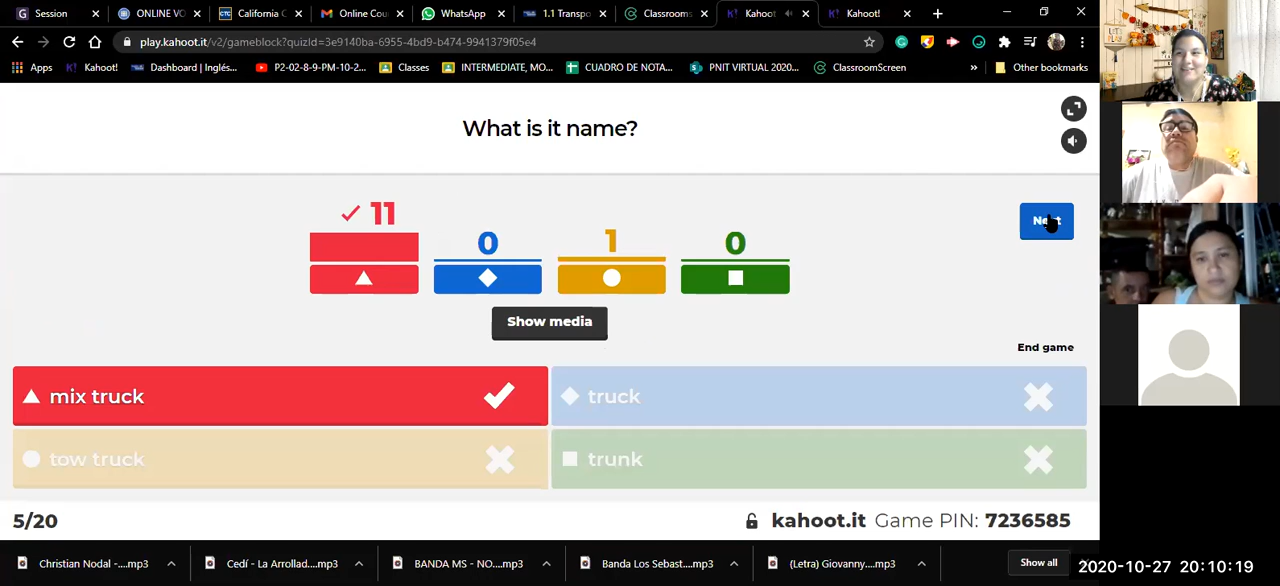 Session
ONLINE VO
California C
Online Cou
WhatsApp
1.1 Transpo
Classroom
Kahoot
Kahoot!
play.kahoot.it/v2/gameblock?quizId=3e9140ba-6955-4bd9-b474-9941379f05e4
Apps
Kahoot!
Dashboard | Inglés...
P2-02-8-9-PM-10-2...
Classes
INTERMEDIATE, MO...
CUADRO DE NOTA...
PNIT VIRTUAL 2020...
ClassroomScreen
»
Other bookmarks
What is it name?
11
0
1
0
Next
Show media
End game
mix truck
truck
tow truck
trunk
5/20
kahoot.it Game PIN: 7236585
Christian Nodal -....mp3
Cedí - La Arrollad....mp3
BANDA MS - NO....mp3
Banda Los Sebast....mp3
(Letra) Giovanny....mp3
Show all
2020-10-27 20:10:19